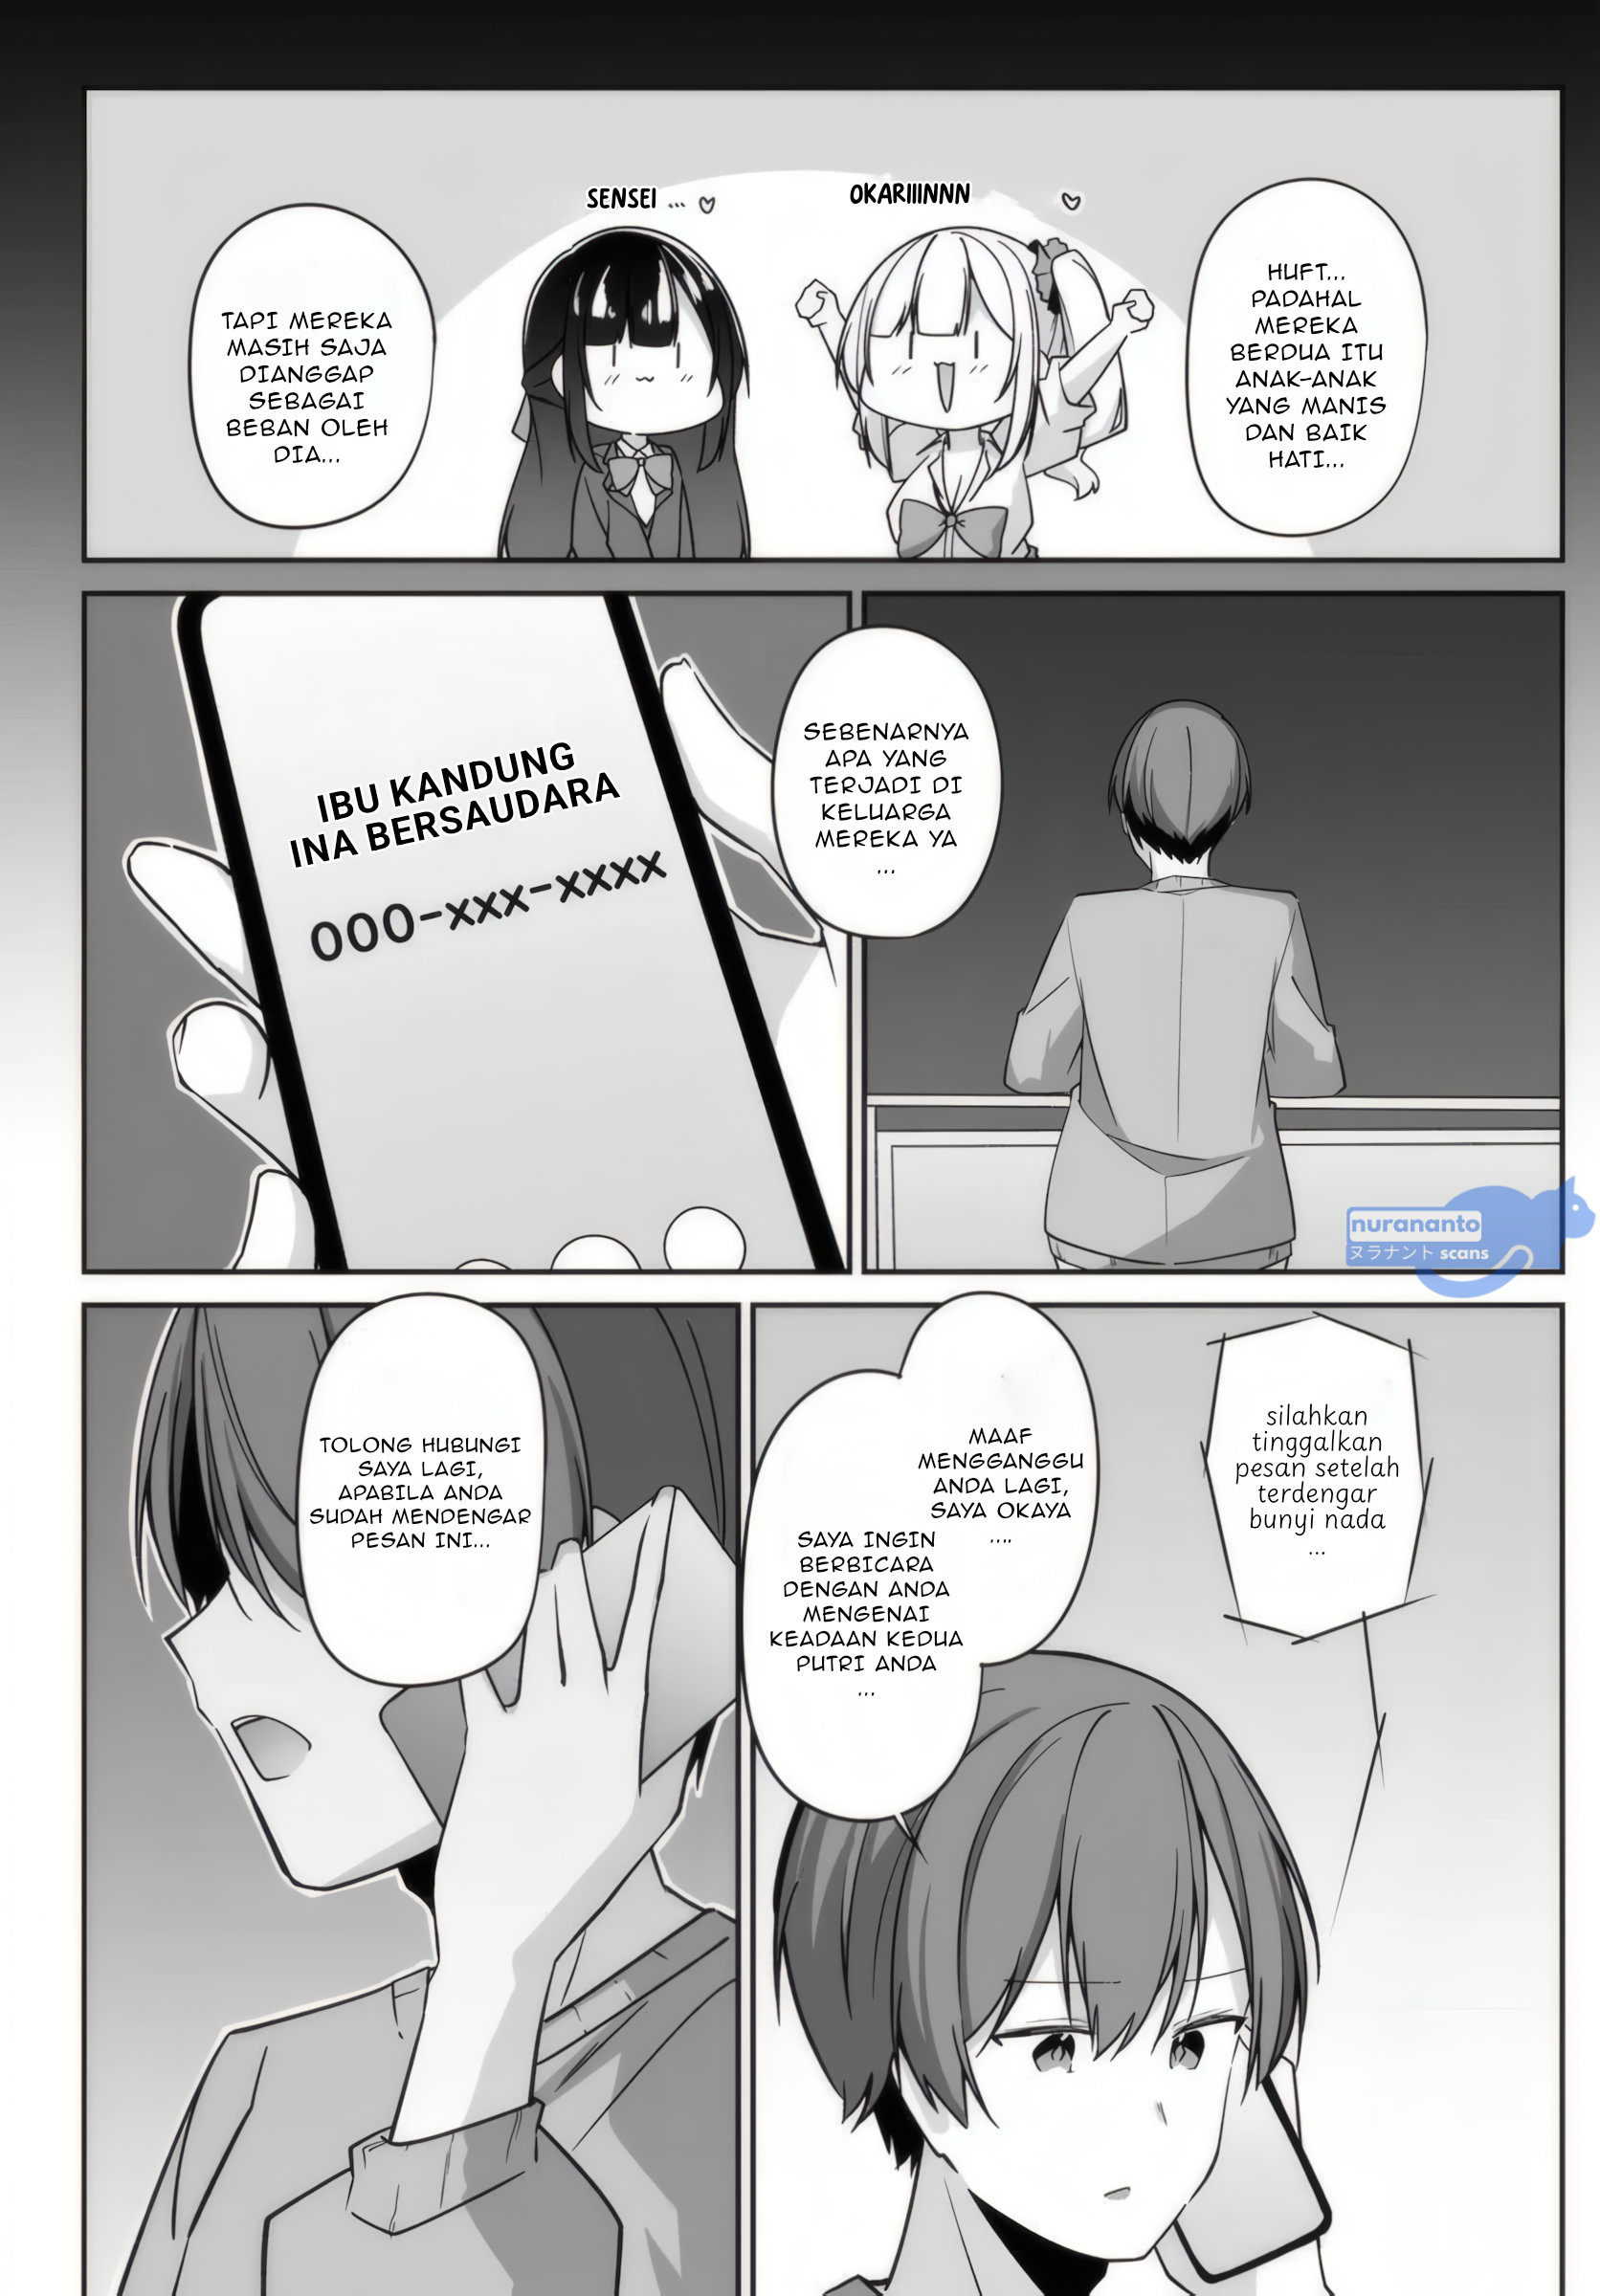 HUFT...
PADAHAL
MEREKA
BERDUA ITU
ANAK-ANAK
YANG MANIS
DAN BAIK
HATI...
OKARIIINNN ♡
SENSEI ... ♡
TAPI MEREKA
MASIH SAJA
DIANGGAP
SEBAGAI
BEBAN OLEH
DIA...
SEBENARNYA
APA YANG
TERJADI DI
KELUARGA
MEREKA YA
...
IBU KANDUNG
INA BERSAUDARA
000-xxx-xxxx
nurananto
ヌラナント scans
silahkan
tinggalkan
pesan setelah
terdengar
bunyi nada
...
MAAF
MENGGANGGU
ANDA LAGI,
SAYA OKAYA
....
SAYA INGIN
BERBICARA
DENGAN ANDA
MENGENAI
KEADAAN KEDUA
PUTRI ANDA
...
TOLONG HUBUNGI
SAYA LAGI,
APABILA ANDA
SUDAH MENDENGAR
PESAN INI...